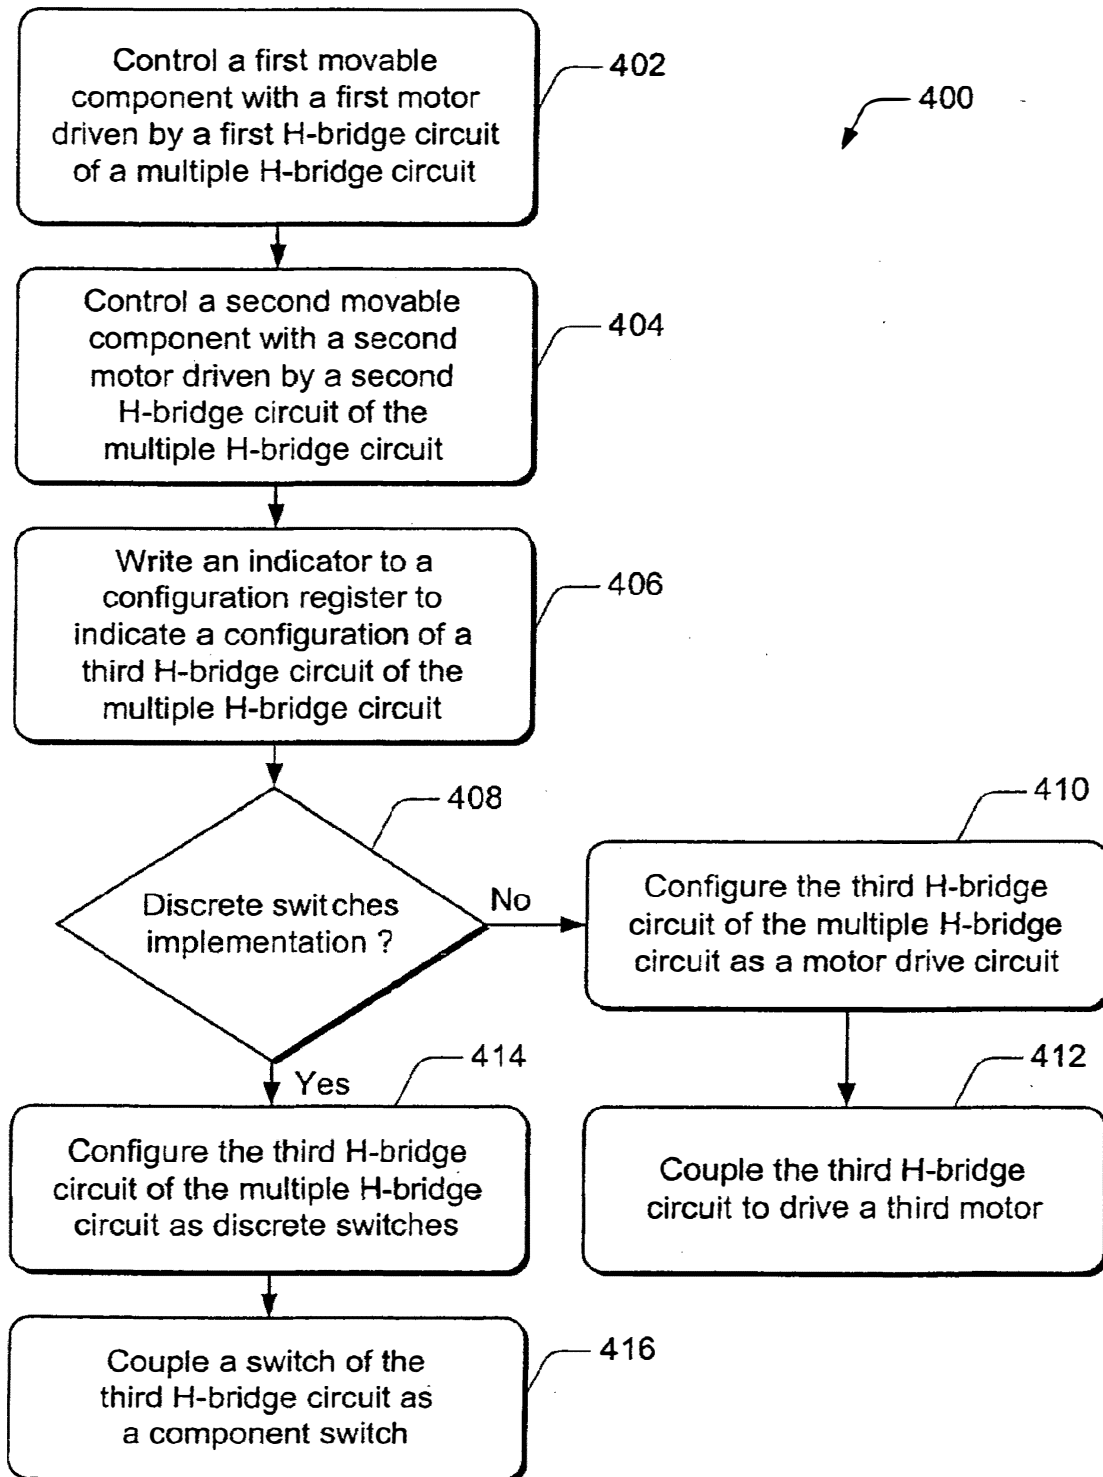 Control a first movable
component with a first motor
driven by a first H-bridge circuit
of a multiple H-bridge circuit
402
400
Control a second movable
component with a second
motor driven by a second
H-bridge circuit of the
multiple H-bridge circuit
404
Write an indicator to a
configuration register to
indicate a configuration of a
third H-bridge circuit of the
multiple H-bridge circuit
406
408
Discrete switches
implementation ?
No
410
Configure the third H-bridge
circuit of the multiple H-bridge
circuit as a motor drive circuit
Yes
414
Configure the third H-bridge
circuit of the multiple H-bridge
circuit as discrete switches
412
Couple the third H-bridge
circuit to drive a third motor
Couple a switch of the
third H-bridge circuit as
a component switch
416